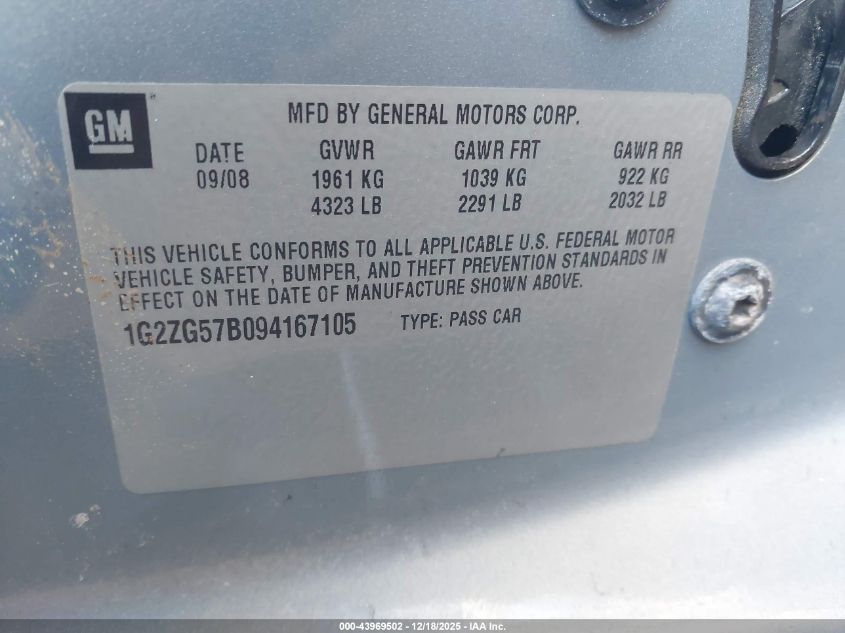 GM
MFD BY GENERAL MOTORS CORP.
DATE GVWR GAWR FRT GAWR RR
09/08 1961 KG 1039 KG 922 KG
4323 LB 2291 LB 2032 LB
THIS VEHICLE CONFORMS TO ALL APPLICABLE U.S. FEDERAL MOTOR
VEHICLE SAFETY, BUMPER, AND THEFT PREVENTION STANDARDS IN
EFFECT ON THE DATE OF MANUFACTURE SHOWN ABOVE.
1G2ZG57B094167105 TYPE: PASS CAR
000-43969502 - 12/18/2025 - IAA Inc.